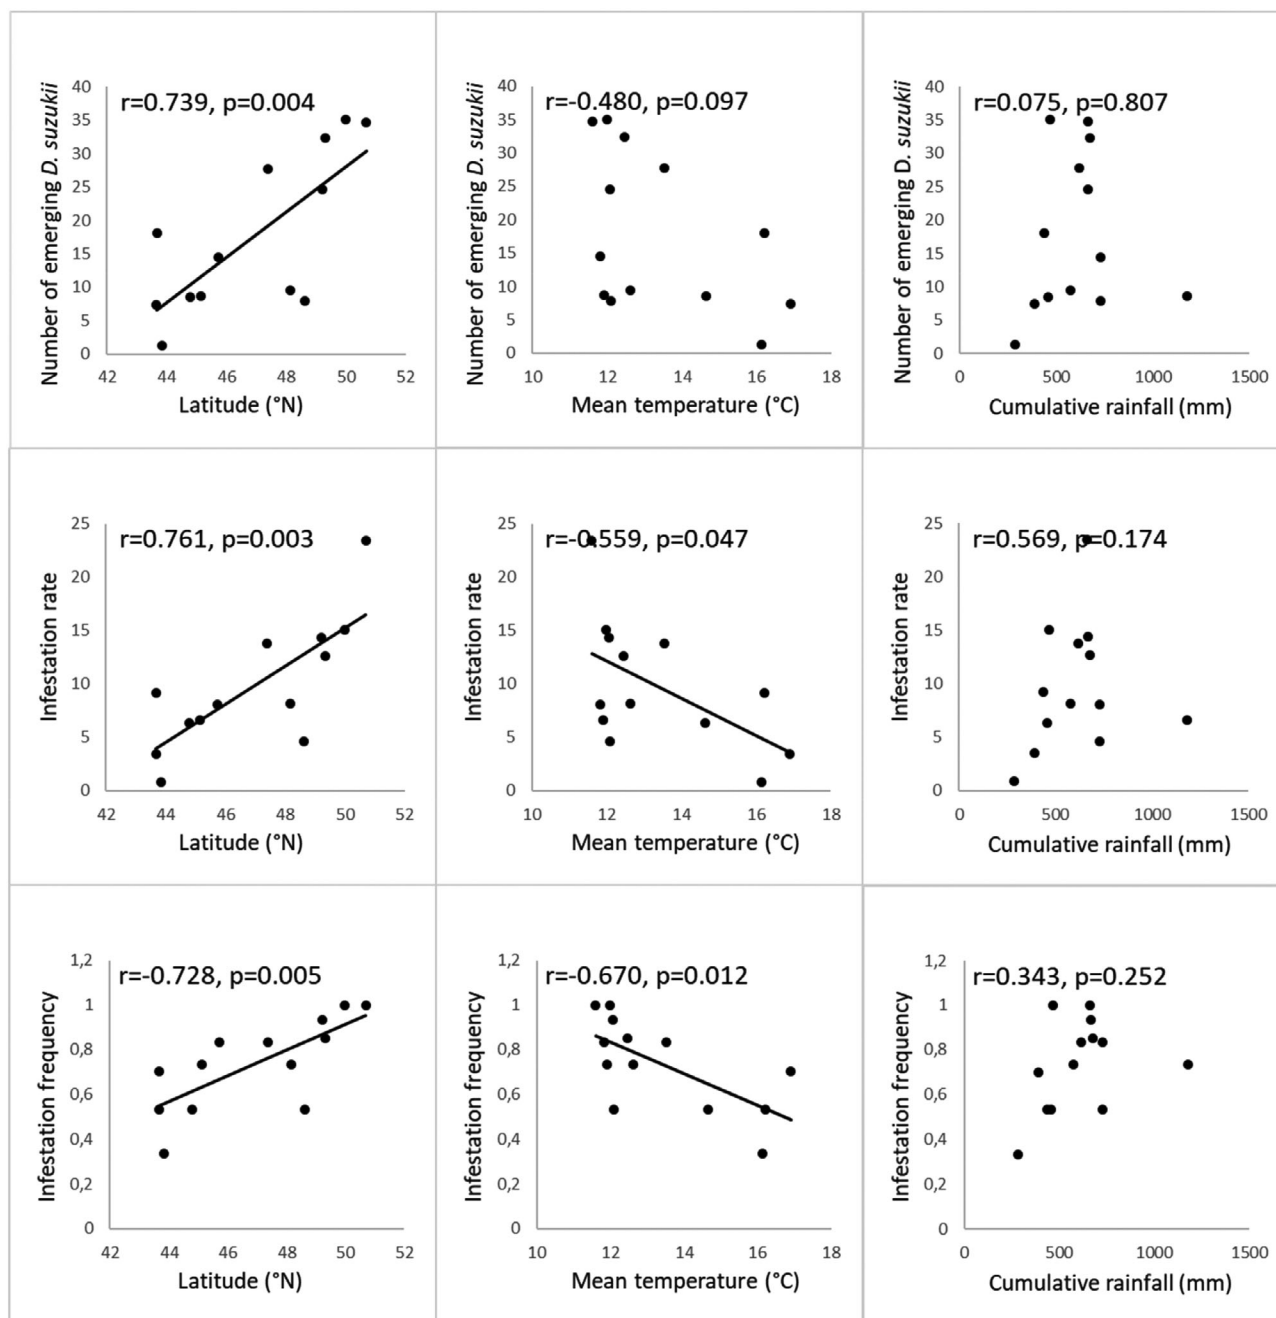 r=0.739, p=0.004
Number of emerging D. suzukii
40
35
30
25
20
15
10
5
0
42 44 46 48 50 52
Latitude (°N)
r=-0.480, p=0.097
Number of emerging D. suzukii
40
35
30
25
20
15
10
5
0
10 12 14 16 18
Mean temperature (°C)
r=0.075, p=0.807
Number of emerging D. suzukii
40
35
30
25
20
15
10
5
0
0 500 1000 1500
Cumulative rainfall (mm)
r=0.761, p=0.003
Infestation rate
25
20
15
10
5
0
42 44 46 48 50 52
Latitude (°N)
r=-0.559, p=0.047
Infestation rate
25
20
15
10
5
0
10 12 14 16 18
Mean temperature (°C)
r=0.569, p=0.174
Infestation rate
25
20
15
10
5
0
0 500 1000 1500
Cumulative rainfall (mm)
r=-0.728, p=0.005
Infestation frequency
1,2
1
0,8
0,6
0,4
0,2
0
42 44 46 48 50 52
Latitude (°N)
r=-0.670, p=0.012
Infestation frequency
1,2
1
0,8
0,6
0,4
0,2
0
10 12 14 16 18
Mean temperature (°C)
r=0.343, p=0.252
Infestation frequency
1,2
1
0,8
0,6
0,4
0,2
0
0 500 1000 1500
Cumulative rainfall (mm)